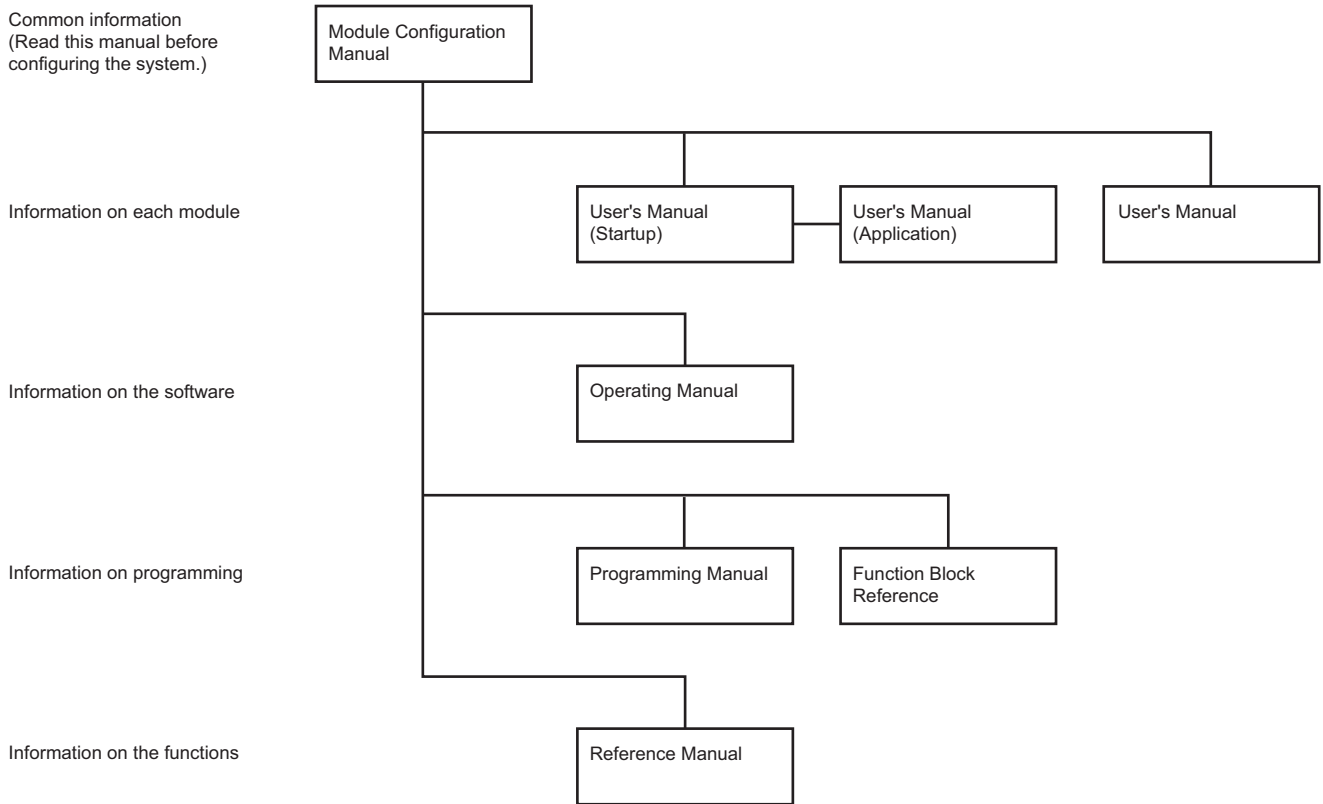 Common information
(Read this manual before
configuring the system.)
Module Configuration
Manual
Information on each module
User's Manual
(Startup)
User's Manual
(Application)
User's Manual
Information on the software
Operating Manual
Information on programming
Programming Manual
Function Block
Reference
Information on the functions
Reference Manual